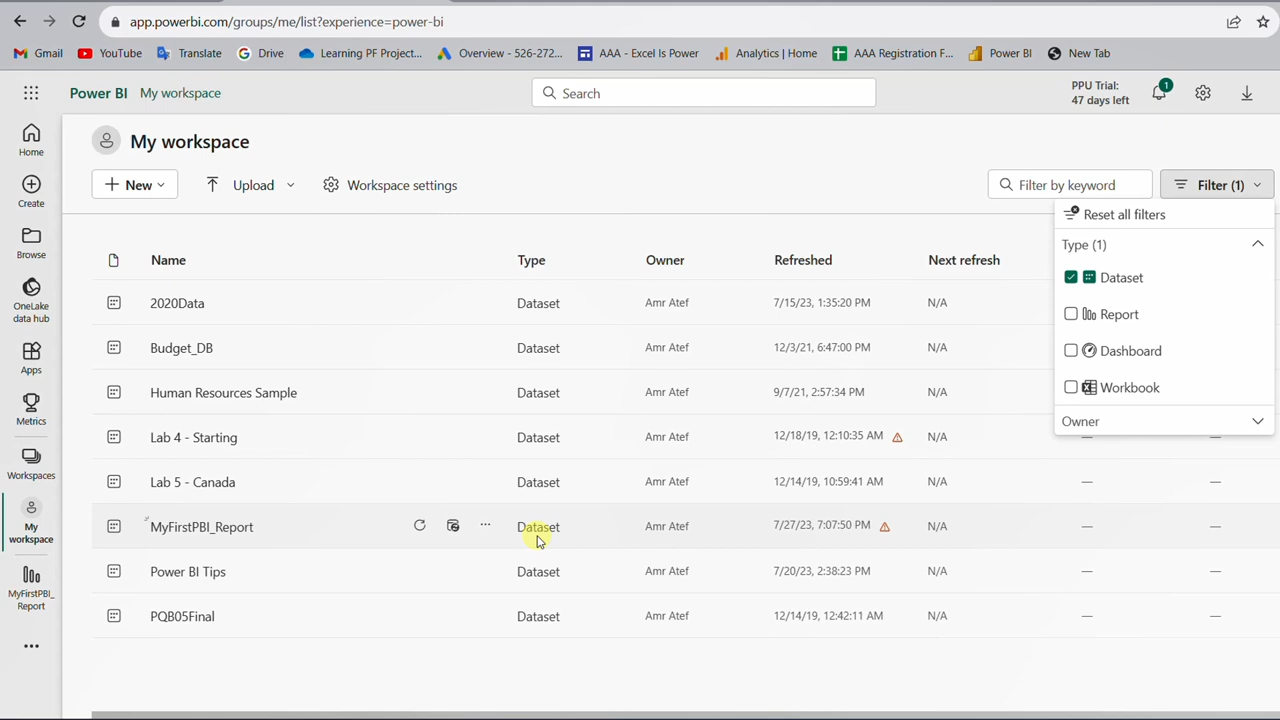 app.powerbi.com/groups/me/list?experience=power-bi
Gmail YouTube Translate Drive Learning PF Project... Overview - 526-272... AAA - Excel Is Power Analytics | Home AAA Registration F... Power BI New Tab
Power BI My workspace Search PPU Trial: 1
47 days left
My workspace
New Upload Workspace settings Filter by keyword Filter (1)
Reset all filters
Type (1)
Dataset
Report
Dashboard
Workbook
Owner
Name Type Owner Refreshed Next refresh
2020Data Dataset Amr Atef 7/15/23, 1:35:20 PM N/A
Budget_DB Dataset Amr Atef 12/3/21, 6:47:00 PM N/A
Human Resources Sample Dataset Amr Atef 9/7/21, 2:57:34 PM N/A
Lab 4 - Starting Dataset Amr Atef 12/18/19, 12:10:35 AM N/A — —
Lab 5 - Canada Dataset Amr Atef 12/14/19, 10:59:41 AM N/A — —
MyFirstPBI_Report Dataset Amr Atef 7/27/23, 7:07:50 PM N/A — —
Power BI Tips Dataset Amr Atef 7/20/23, 2:38:23 PM N/A — —
PQB05Final Dataset Amr Atef 12/14/19, 12:42:11 AM N/A — —
Home
Create
Browse
OneLake
data hub
Apps
Metrics
Workspaces
My
workspace
MyFirstPBI_
Report